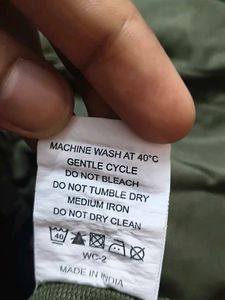 MACHINE WASH AT 40°C
GENTLE CYCLE
DO NOT BLEACH
DO NOT TUMBLE DRY
MEDIUM IRON
DO NOT DRY CLEAN
40
WC-2
MADE IN INDIA